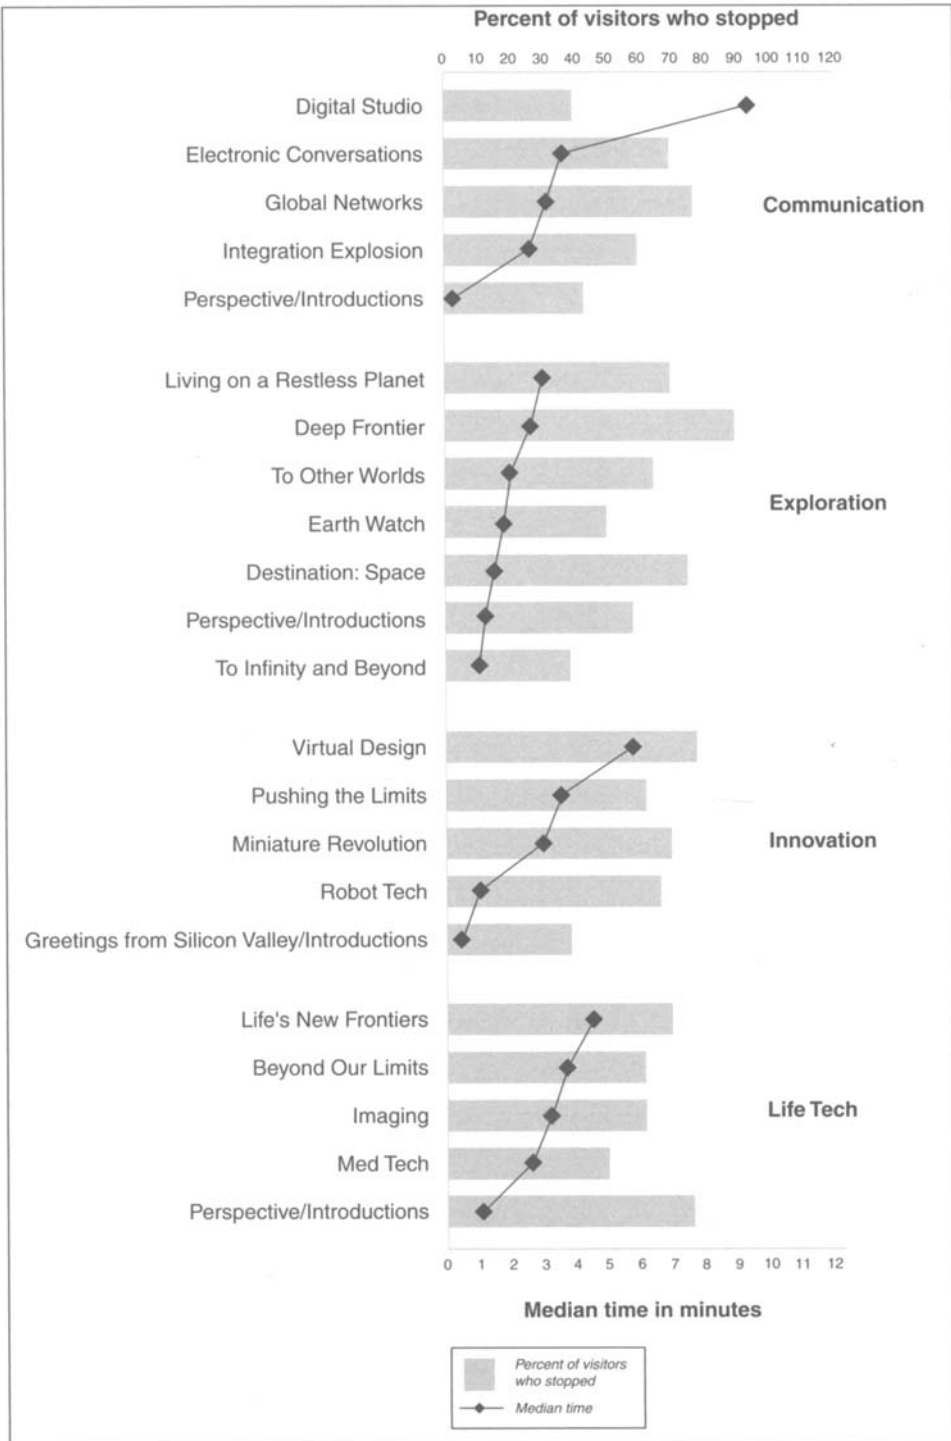 Percent of visitors who stopped
0 10 20 30 40 50 60 70 80 90 100 110 120
Digital Studio
Electronic Conversations
Global Networks
Communication
Integration Explosion
Perspective/Introductions
Living on a Restless Planet
Deep Frontier
To Other Worlds
Exploration
Earth Watch
Destination: Space
Perspective/Introductions
To Infinity and Beyond
Virtual Design
Pushing the Limits
Miniature Revolution
Innovation
Robot Tech
Greetings from Silicon Valley/Introductions
Life's New Frontiers
Beyond Our Limits
Imaging
Life Tech
Med Tech
Perspective/Introductions
0 1 2 3 4 5 6 7 8 9 10 11 12
Median time in minutes
Percent of visitors
who stopped
Median time